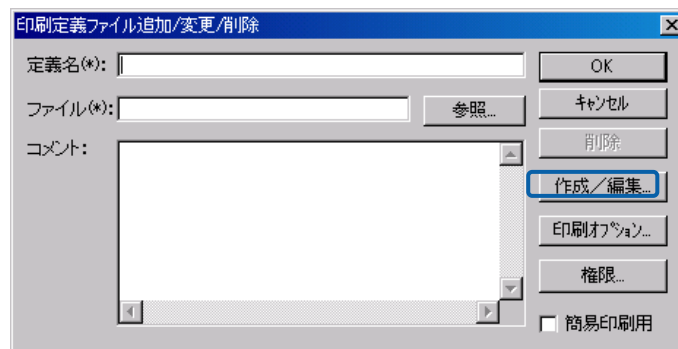 印刷定義ファイル追加/変更/削除
定義名(*):
OK
ファイル(*):
参照...
キャンセル
コメント:
削除
作成／編集...
印刷オプション...
権限...
簡易印刷用